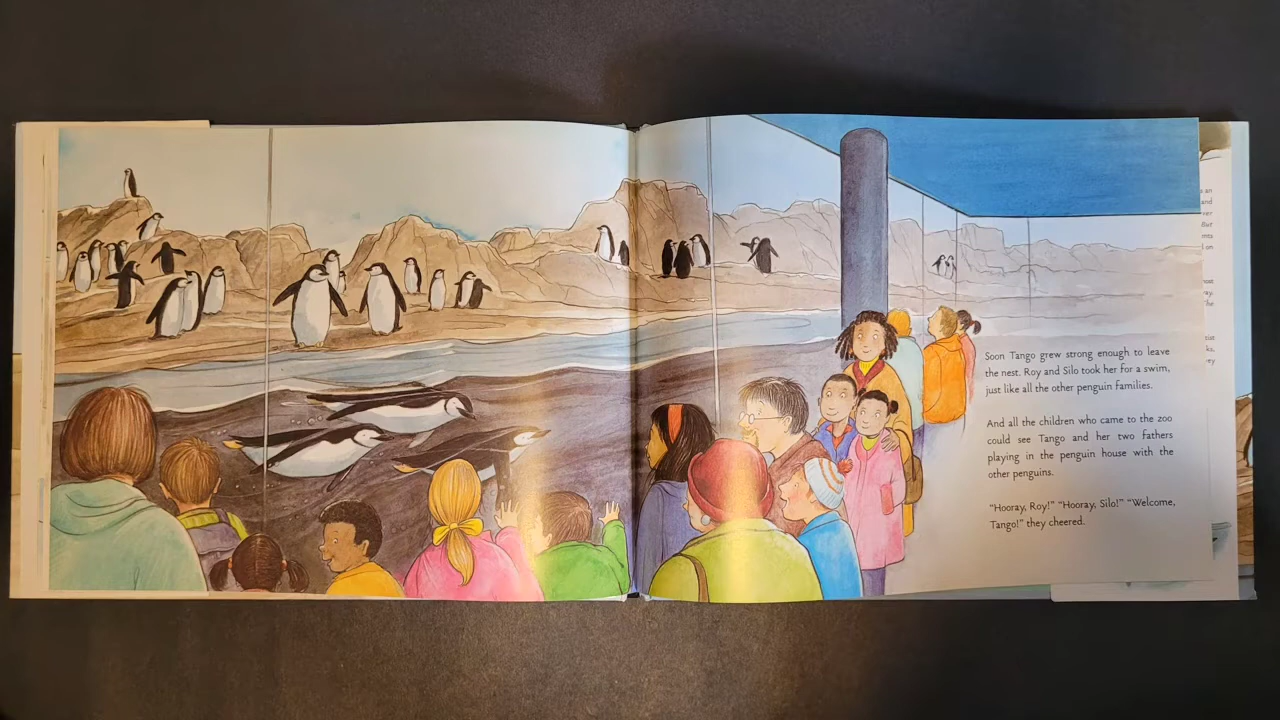 Soon Tango grew strong enough to leave
the nest. Roy and Silo took her for a swim,
just like all the other penguin families.
And all the children who came to the zoo
could see Tango and her two fathers
playing in the penguin house with the
other penguins.
"Hooray, Roy!" "Hooray, Silo!" "Welcome,
Tango!" they cheered.